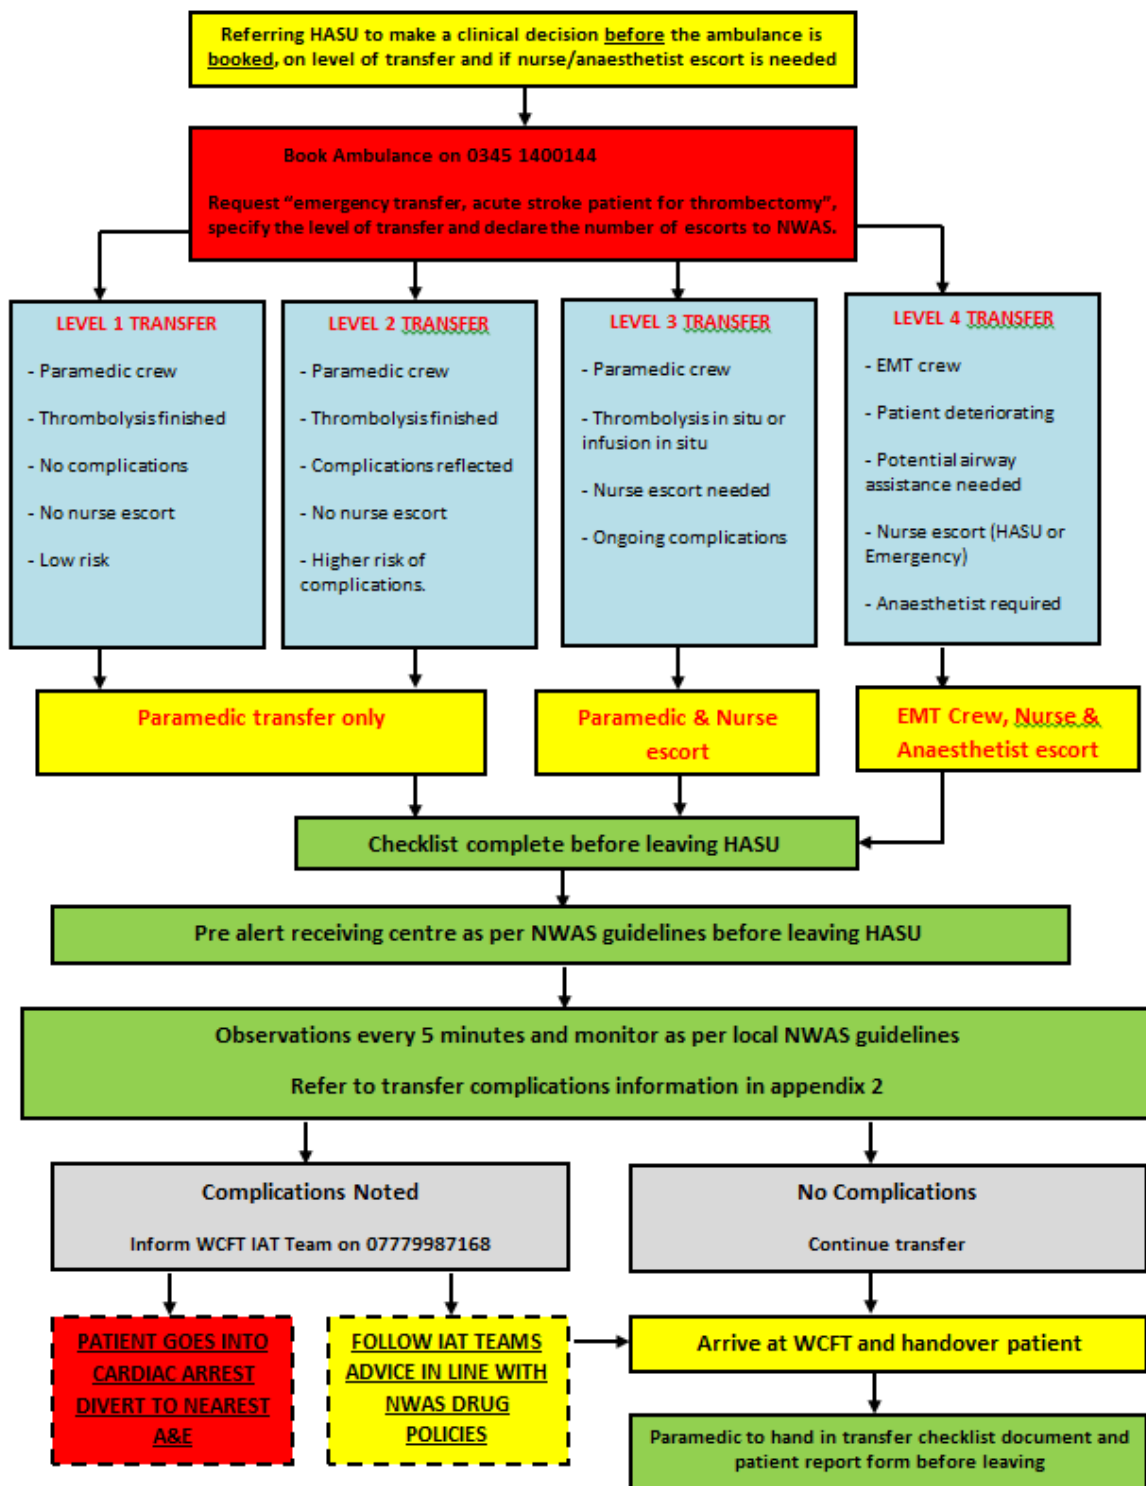 Referring HASU to make a clinical decision before the ambulance is
booked, on level of transfer and if nurse/anaesthetist escort is needed
Book Ambulance on 0345 1400144
Request “emergency transfer, acute stroke patient for thrombectomy”,
specify the level of transfer and declare the number of escorts to NWAS.
LEVEL 1 TRANSFER
- Paramedic crew
- Thrombolysis finished
- No complications
- No nurse escort
- Low risk
LEVEL 2 TRANSFER
- Paramedic crew
- Thrombolysis finished
- Complications reflected
- No nurse escort
- Higher risk of
complications.
LEVEL 3 TRANSFER
- Paramedic crew
- Thrombolysis in situ or
infusion in situ
- Nurse escort needed
- Ongoing complications
LEVEL 4 TRANSFER
- EMT crew
- Patient deteriorating
- Potential airway
assistance needed
- Nurse escort (HASU or
Emergency)
- Anaesthetist required
Paramedic transfer only
Paramedic & Nurse
escort
EMT Crew, Nurse &
Anaesthetist escort
Checklist complete before leaving HASU
Pre alert receiving centre as per NWAS guidelines before leaving HASU
Observations every 5 minutes and monitor as per local NWAS guidelines
Refer to transfer complications information in appendix 2
Complications Noted
Inform WCFT IAT Team on 07779987168
No Complications
Continue transfer
PATIENT GOES INTO
CARDIAC ARREST
DIVERT TO NEAREST
A&E
FOLLOW IAT TEAMS
ADVICE IN LINE WITH
NWAS DRUG
POLICIES
Arrive at WCFT and handover patient
Paramedic to hand in transfer checklist document and
patient report form before leaving